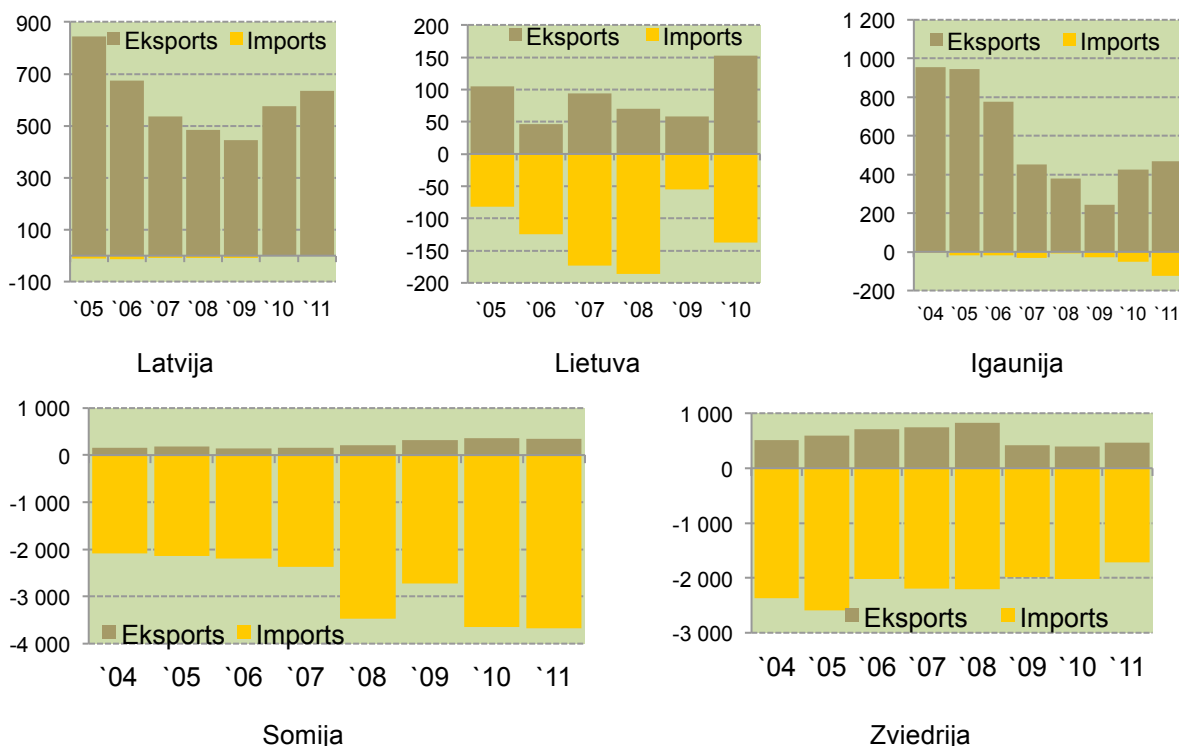 900
700
500
300
100
-100
Eksports Imports
`05 `06 `07 `08 `09 `10 `11
Latvija
200
150
100
50
0
-50
-100
-150
-200
Eksports Imports
`05 `06 `07 `08 `09 `10
Lietuva
1 200
1 000
800
600
400
200
0
-200
Eksports Imports
`04 `05 `06 `07 `08 `09 `10 `11
Igaunija
1 000
0
-1 000
-2 000
-3 000
-4 000
Eksports Imports
`04 `05 `06 `07 `08 `09 `10 `11
Somija
1 000
0
-1 000
-2 000
-3 000
Eksports Imports
`04 `05 `06 `07 `08 `09 `10 `11
Zviedrija